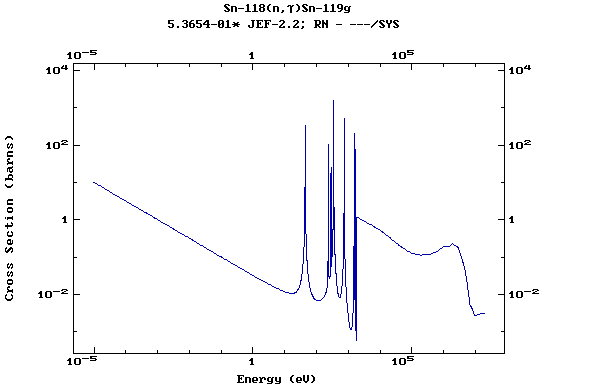 Sn-118(n,γ)Sn-119g
5.3654-01* JEF-2.2; RN - ---/SYS
10⁻⁵ 1 10⁵
10⁴ 10⁴
10² 10²
1 1
10⁻² 10⁻²
10⁻⁵ 1 10⁵
Cross Section (barns)
Energy (eV)